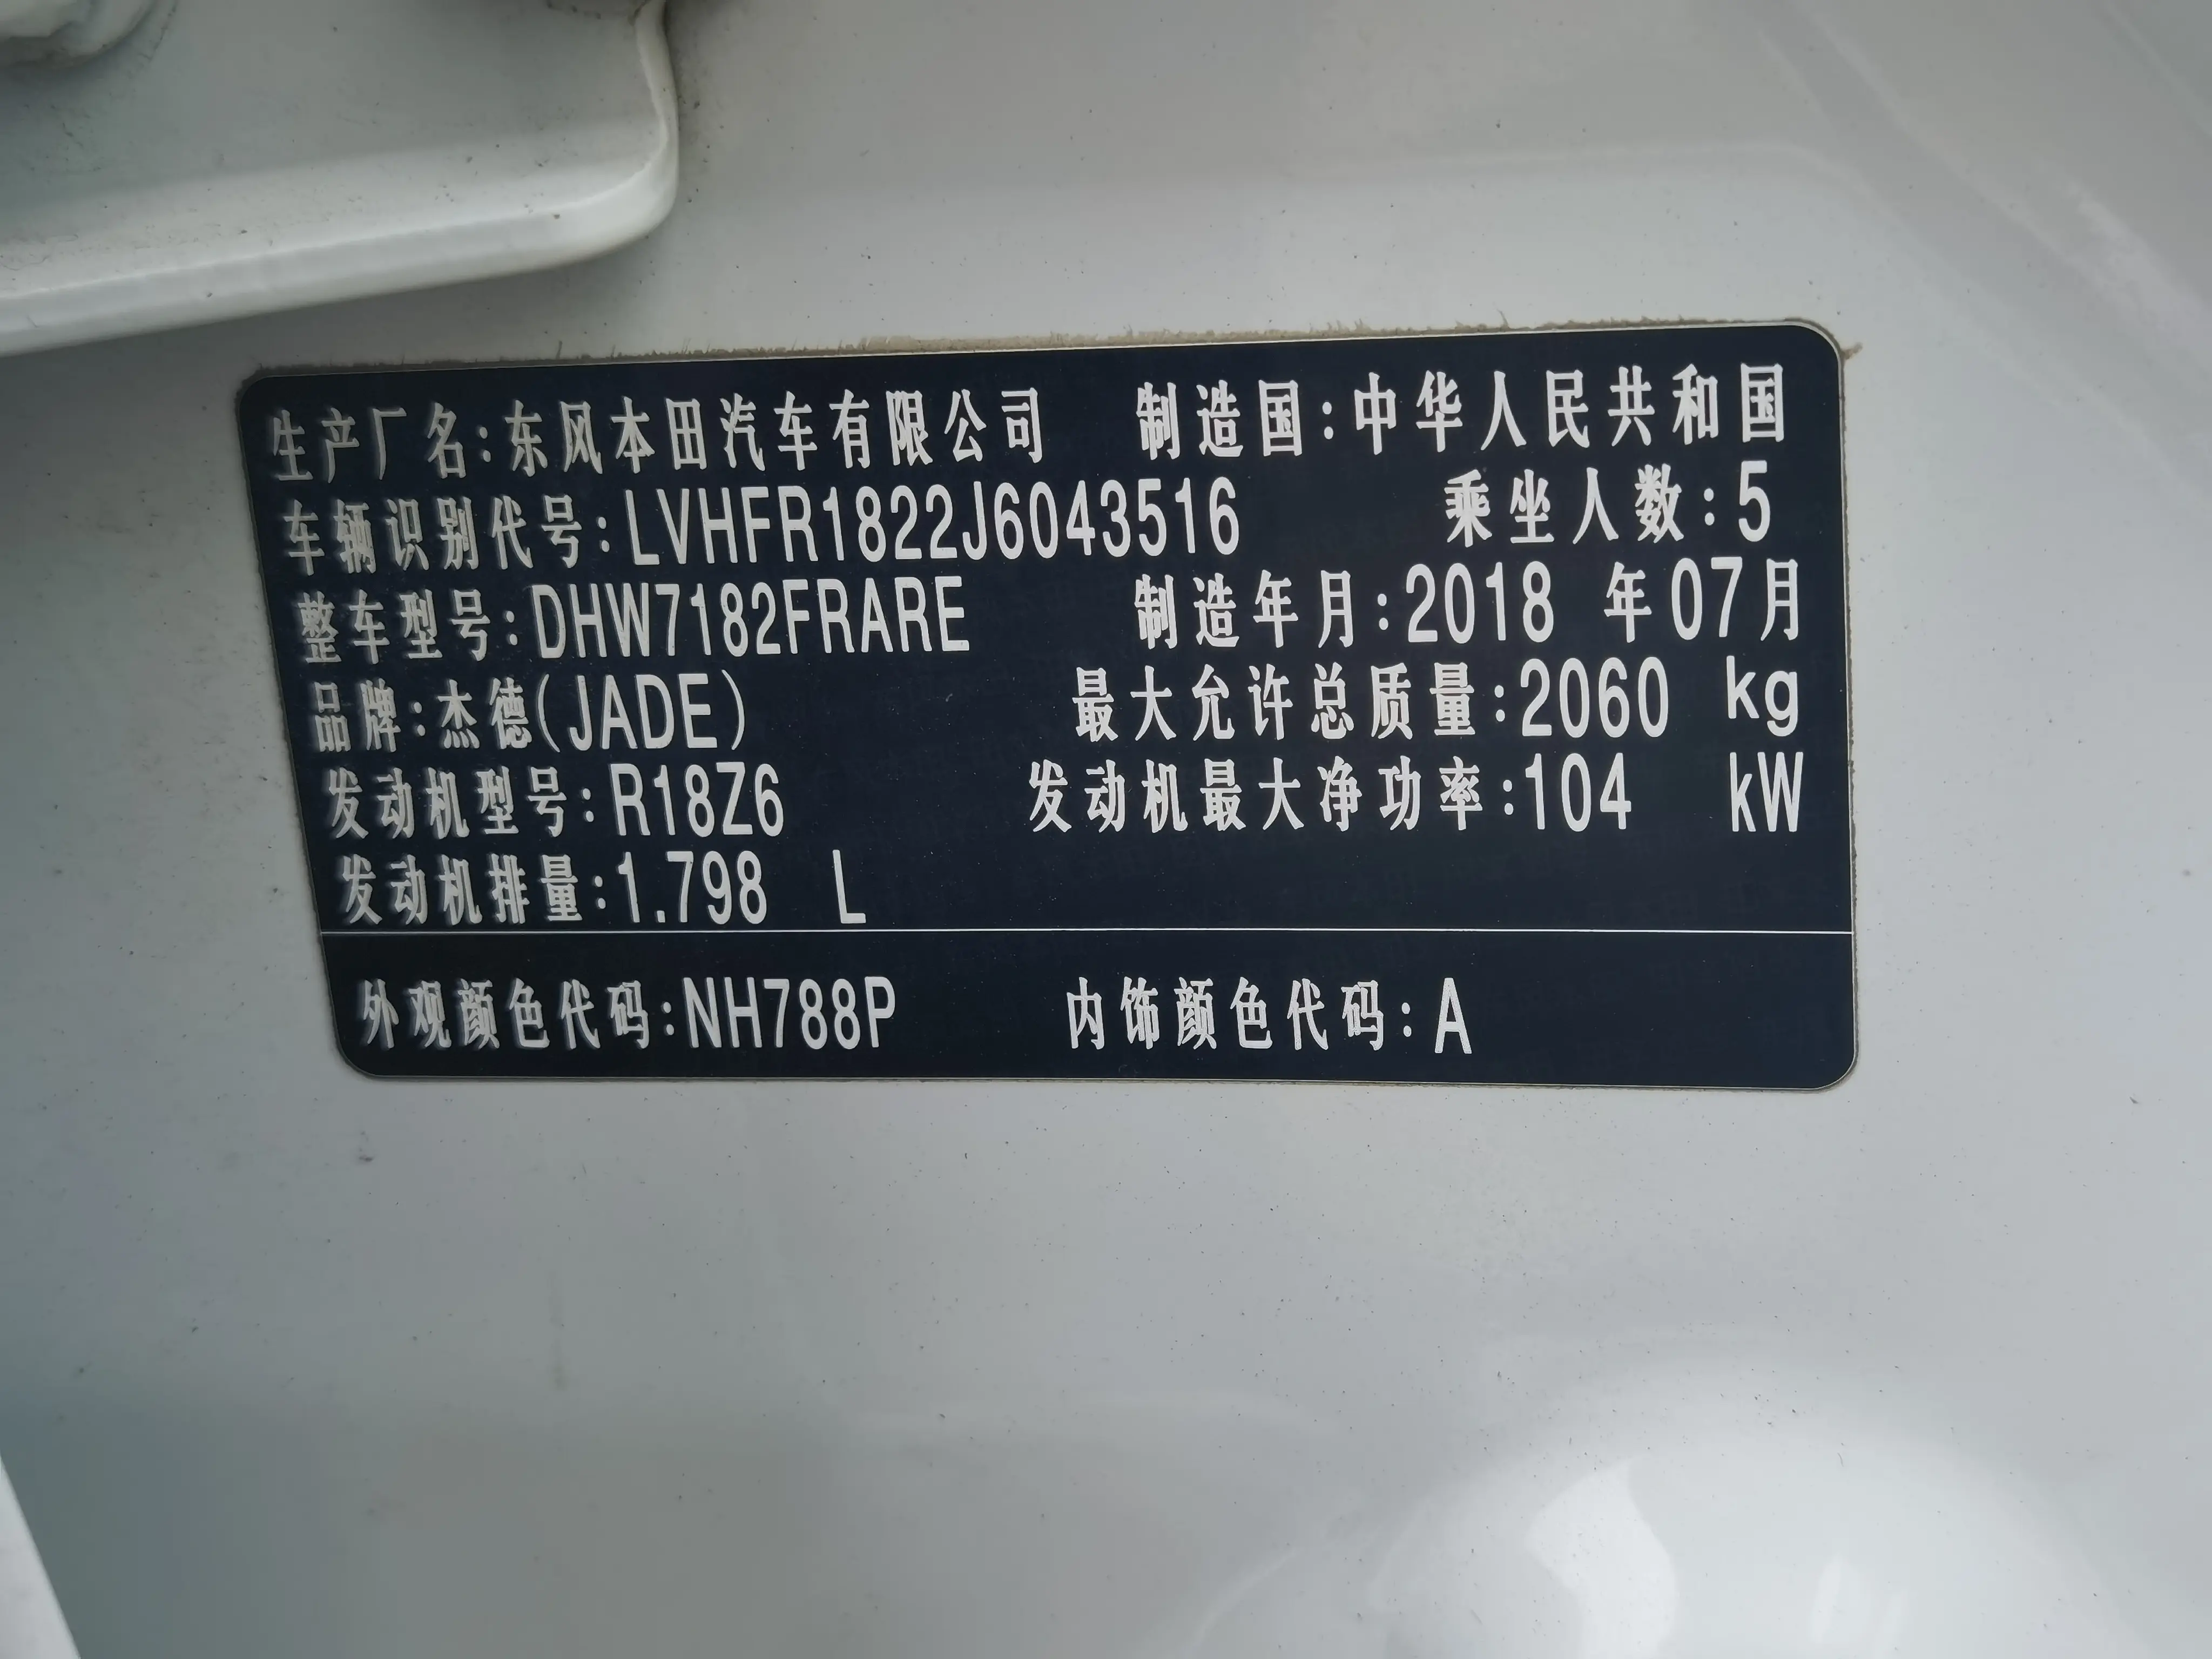 生产厂名:东风本田汽车有限公司 制造国:中华人民共和国
车辆识别代号:LVHFR1822J6043516 乘坐人数:5
整车型号:DHW7182FRARE 制造年月:2018 年07月
品牌:杰德(JADE) 最大允许总质量:2060 kg
发动机型号:R18Z6 发动机最大净功率:104 kW
发动机排量:1.798 L
外观颜色代码:NH788P 内饰颜色代码:A